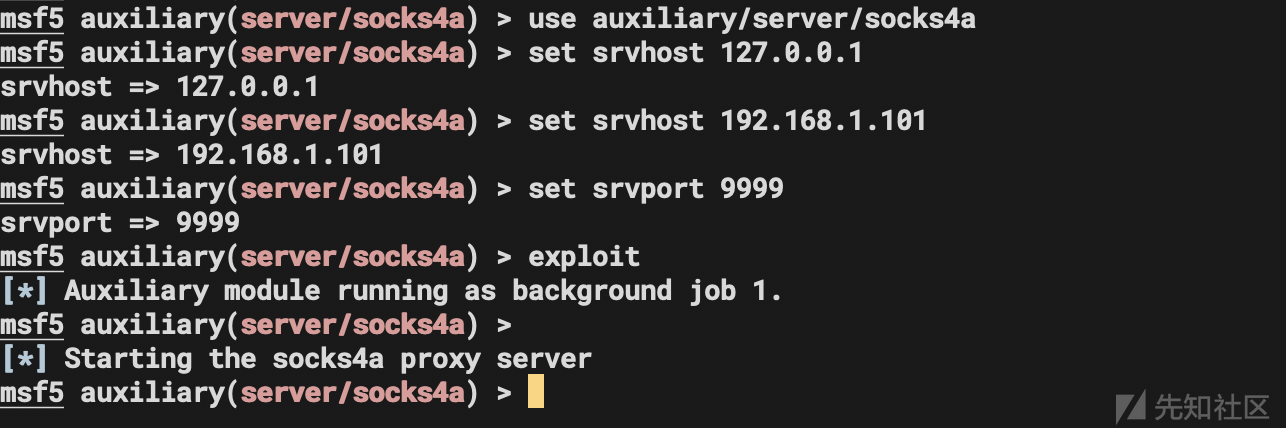 msf5 auxiliary(server/socks4a) > use auxiliary/server/socks4a
msf5 auxiliary(server/socks4a) > set srvhost 127.0.0.1
srvhost => 127.0.0.1
msf5 auxiliary(server/socks4a) > set srvhost 192.168.1.101
srvhost => 192.168.1.101
msf5 auxiliary(server/socks4a) > set srvport 9999
srvport => 9999
msf5 auxiliary(server/socks4a) > exploit
[*] Auxiliary module running as background job 1.
msf5 auxiliary(server/socks4a) >
[*] Starting the socks4a proxy server
msf5 auxiliary(server/socks4a) >
先知社区